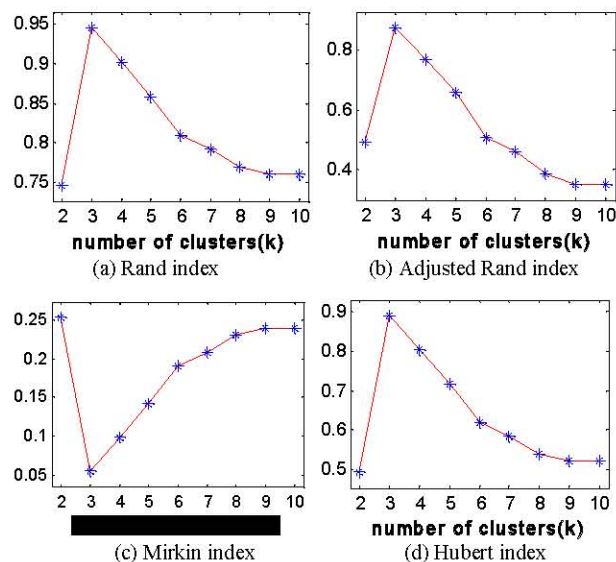 0.95
0.9
0.85
0.8
0.75
2 3 4 5 6 7 8 9 10
number of clusters(k)
(a) Rand index
0.8
0.6
0.4
2 3 4 5 6 7 8 9 10
number of clusters(k)
(b) Adjusted Rand index
0.25
0.2
0.15
0.1
0.05
2 3 4 5 6 7 8 9 10
(c) Mirkin index
0.9
0.8
0.7
0.6
0.5
2 3 4 5 6 7 8 9 10
number of clusters(k)
(d) Hubert index